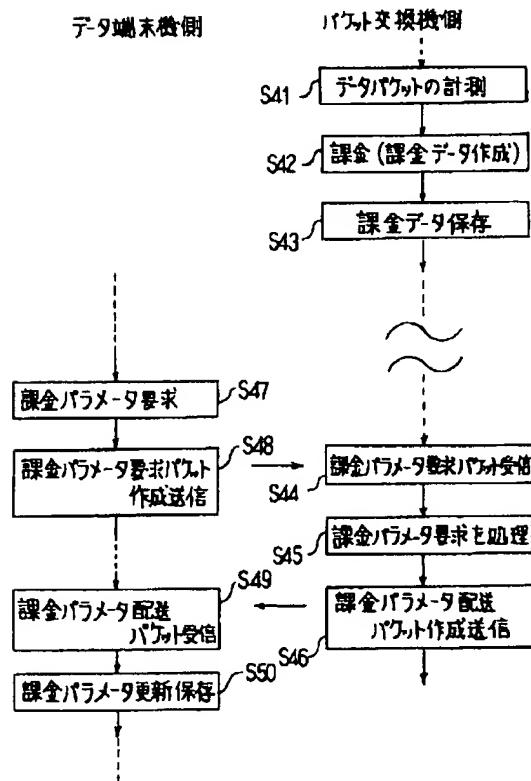 データ端末機側
パケット交換機側
S41
データパケットの計測
S42
課金(課金データ作成)
S43
課金データ保存
課金パラメータ要求
S47
課金パラメータ要求パケット
作成送信
S48
課金パラメータ要求パケット受信
S44
課金パラメータ要求を処理
S45
課金パラメータ配送
パケット受信
S49
課金パラメータ配送
パケット作成送信
S46
課金パラメータ更新保存
S50